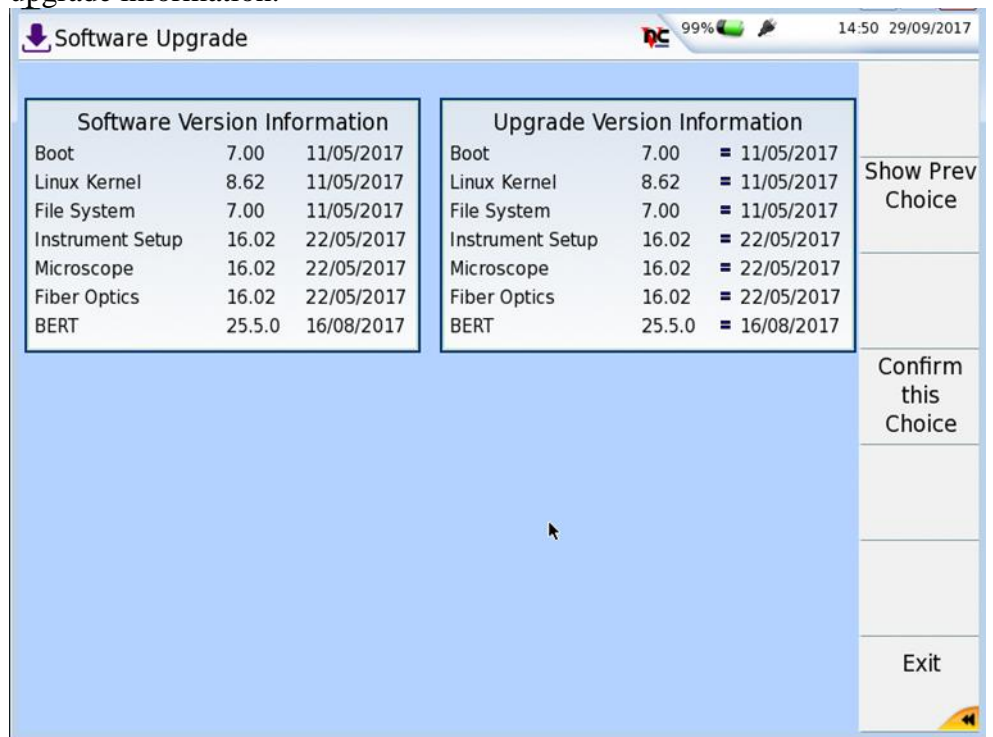 upgrade information.
Software Upgrade
99%
14:50 29/09/2017
Software Version Information
Boot 7.00 11/05/2017
Linux Kernel 8.62 11/05/2017
File System 7.00 11/05/2017
Instrument Setup 16.02 22/05/2017
Microscope 16.02 22/05/2017
Fiber Optics 16.02 22/05/2017
BERT 25.5.0 16/08/2017
Upgrade Version Information
Boot 7.00 = 11/05/2017
Linux Kernel 8.62 = 11/05/2017
File System 7.00 = 11/05/2017
Instrument Setup 16.02 = 22/05/2017
Microscope 16.02 = 22/05/2017
Fiber Optics 16.02 = 22/05/2017
BERT 25.5.0 = 16/08/2017
Show Prev
Choice
Confirm
this
Choice
Exit